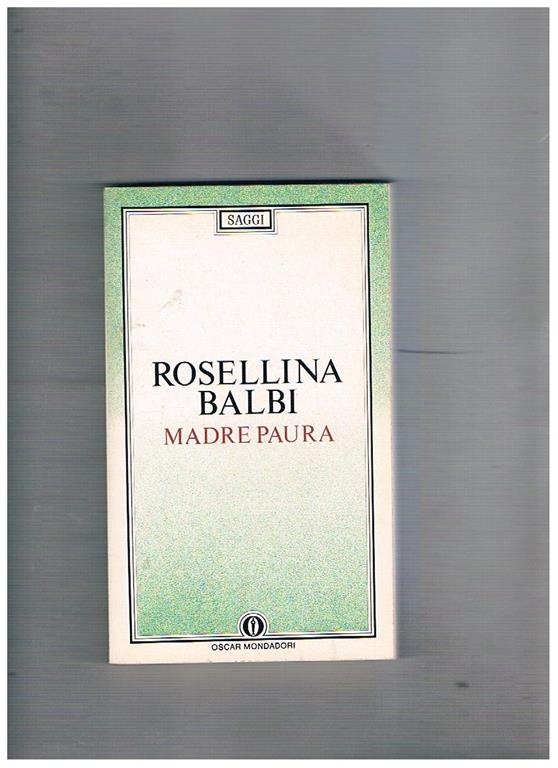 SAGGI
ROSELLINA
BALBI
MADRE PAURA
OSCAR MONDADORI